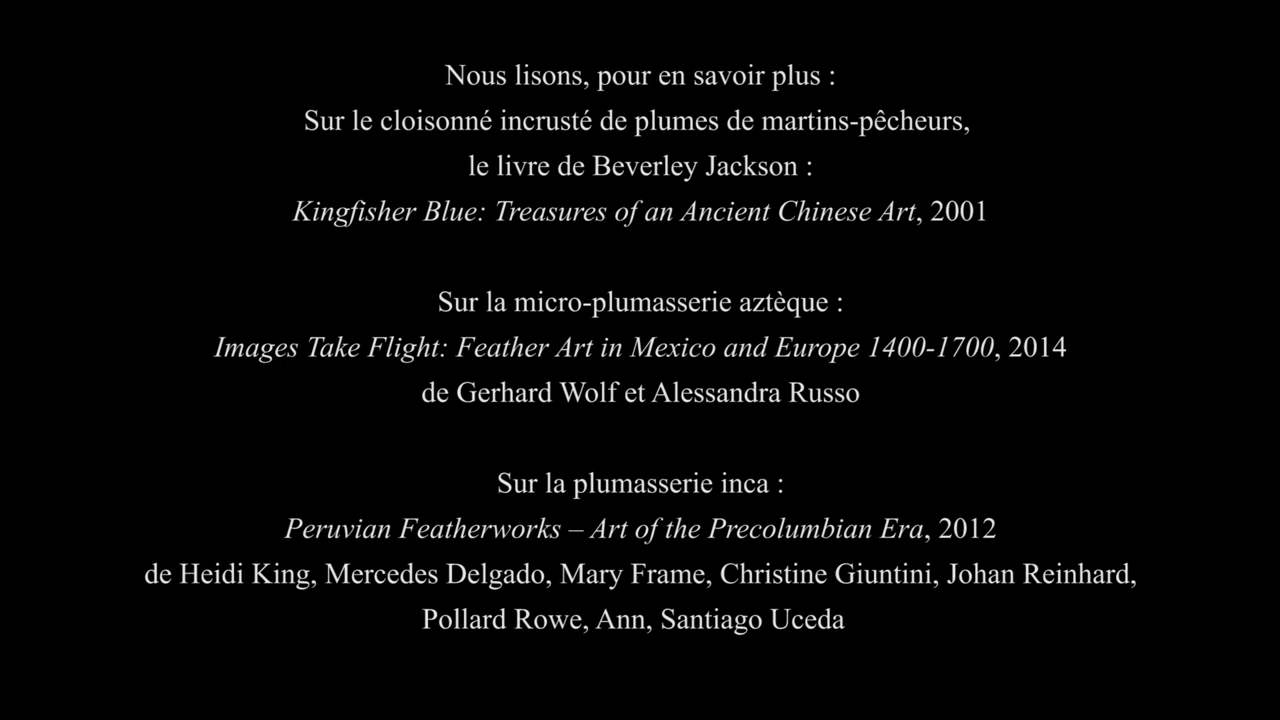 Nous lisons, pour en savoir plus :
Sur le cloisonné incrusté de plumes de martins-pêcheurs,
le livre de Beverley Jackson :
Kingfisher Blue: Treasures of an Ancient Chinese Art, 2001
Sur la micro-plumasserie aztèque :
Images Take Flight: Feather Art in Mexico and Europe 1400-1700, 2014
de Gerhard Wolf et Alessandra Russo
Sur la plumasserie inca :
Peruvian Featherworks – Art of the Precolumbian Era, 2012
de Heidi King, Mercedes Delgado, Mary Frame, Christine Giuntini, Johan Reinhard,
Pollard Rowe, Ann, Santiago Uceda